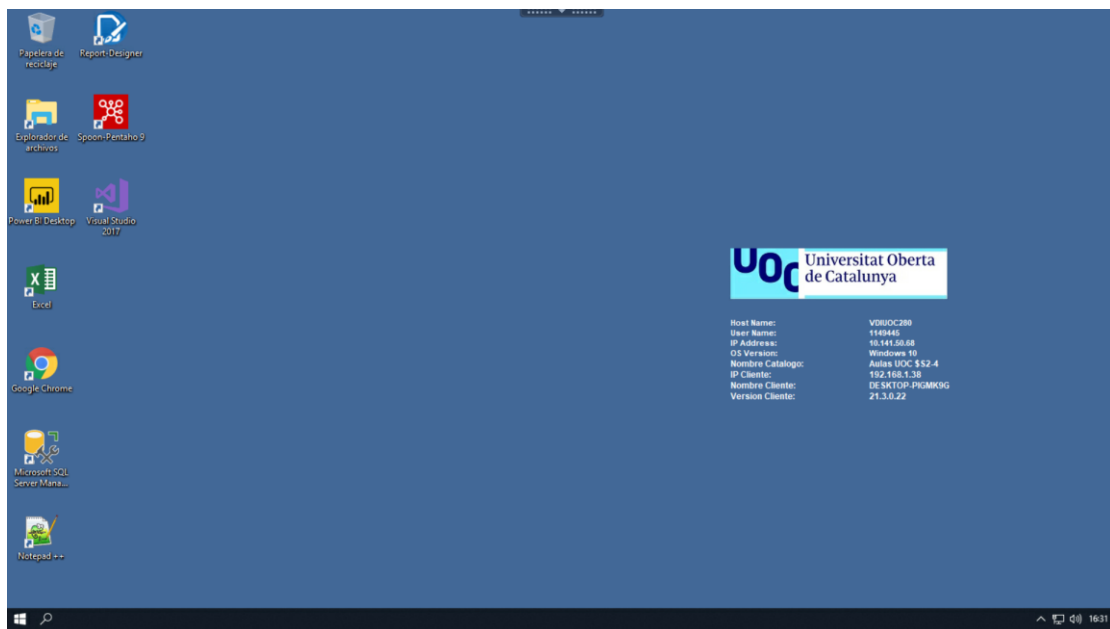 Papelera de
reciclaje
Report-Designer
Explorador de
archivos
Spoon-Pentaho 9
Power BI Desktop
Visual Studio
2017
Excel
Google Chrome
Microsoft SQL
Server Mana...
Notepad ++
UOC
Universitat Oberta
de Catalunya
Host Name: VDIUOC280
User Name: 1149445
IP Address: 10.141.50.68
OS Version: Windows 10
Nombre Catalogo: Aulas UOC $S2-4
IP Cliente: 192.168.1.38
Nombre Cliente: DESKTOP-PIGMK9G
Version Cliente: 21.3.0.22
16:31